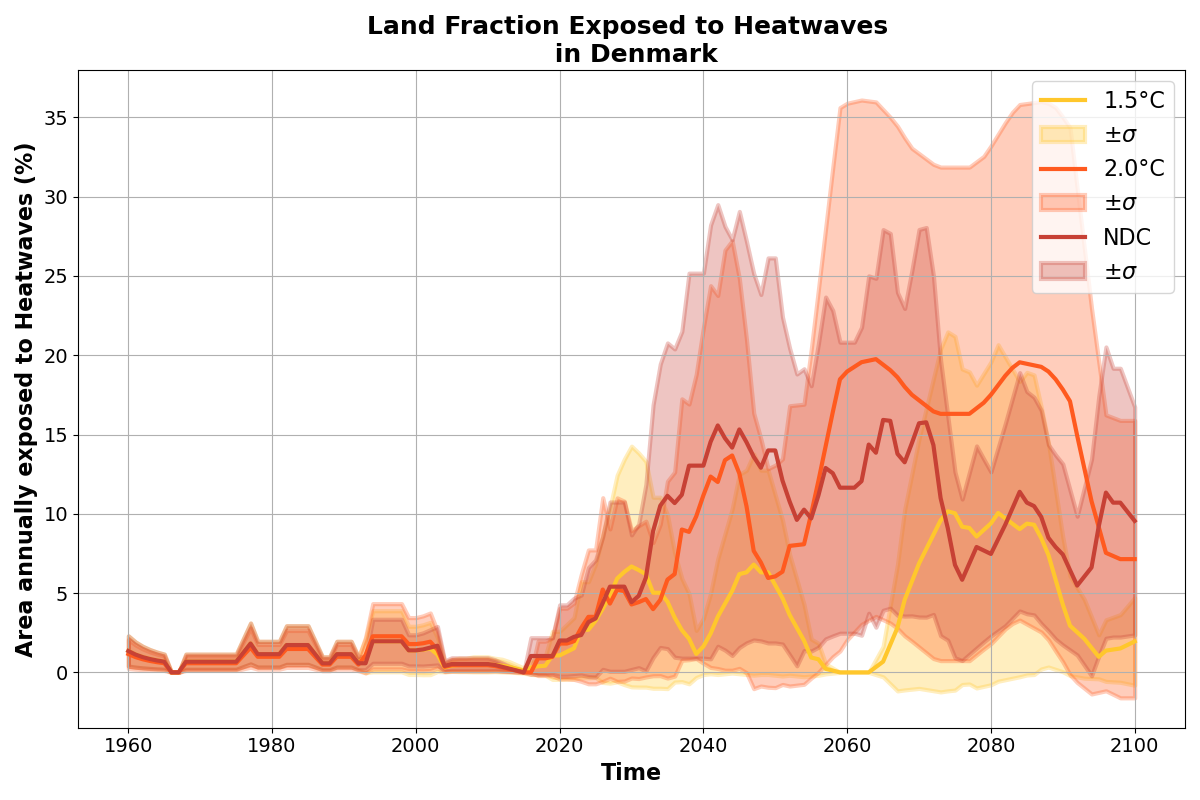 Land Fraction Exposed to Heatwaves
in Denmark
Area annually exposed to Heatwaves (%)
35
30
25
20
15
10
5
0
1960
1980
2000
2020
2040
2060
2080
2100
Time
1.5°C
±σ
2.0°C
±σ
NDC
±σ